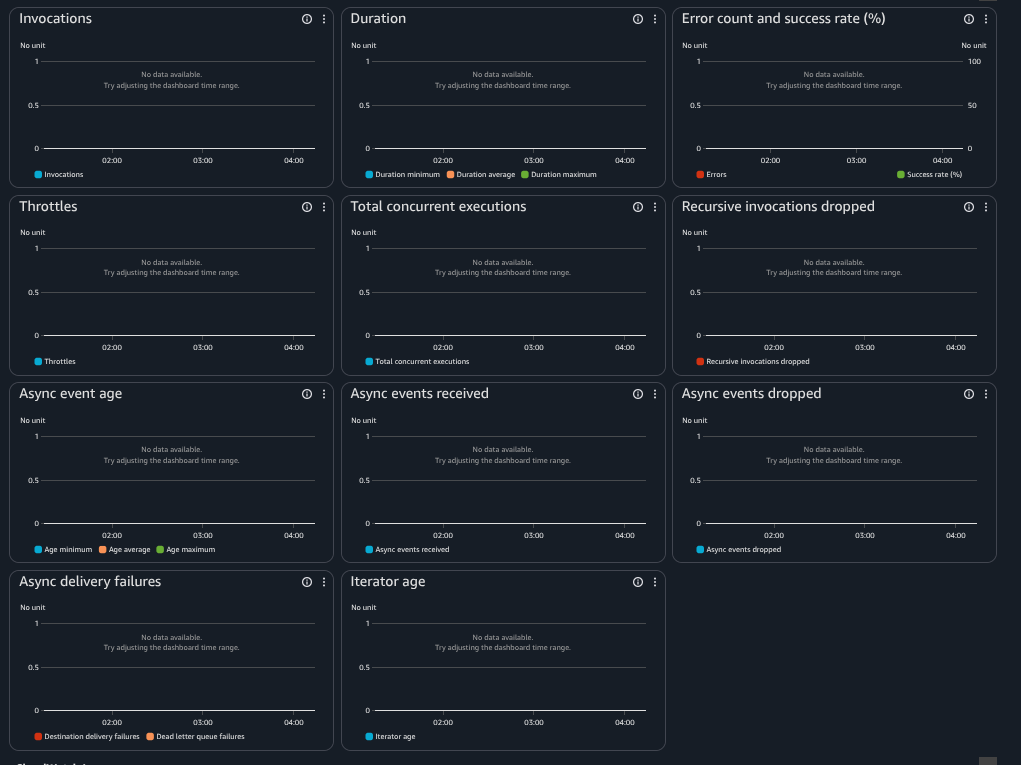 Invocations
No unit
1
No data available.
Try adjusting the dashboard time range.
0.5
0
02:00 03:00 04:00
Invocations
Duration
No unit
1
No data available.
Try adjusting the dashboard time range.
0.5
0
02:00 03:00 04:00
Duration minimum Duration average Duration maximum
Error count and success rate (%)
No unit No unit
1 100
No data available.
Try adjusting the dashboard time range.
0.5 50
0 0
02:00 03:00 04:00
Errors Success rate (%)
Throttles
No unit
1
No data available.
Try adjusting the dashboard time range.
0.5
0
02:00 03:00 04:00
Throttles
Total concurrent executions
No unit
1
No data available.
Try adjusting the dashboard time range.
0.5
0
02:00 03:00 04:00
Total concurrent executions
Recursive invocations dropped
No unit
1
No data available.
Try adjusting the dashboard time range.
0.5
0
02:00 03:00 04:00
Recursive invocations dropped
Async event age
No unit
1
No data available.
Try adjusting the dashboard time range.
0.5
0
02:00 03:00 04:00
Age minimum Age average Age maximum
Async events received
No unit
1
No data available.
Try adjusting the dashboard time range.
0.5
0
02:00 03:00 04:00
Async events received
Async events dropped
No unit
1
No data available.
Try adjusting the dashboard time range.
0.5
0
02:00 03:00 04:00
Async events dropped
Async delivery failures
No unit
1
No data available.
Try adjusting the dashboard time range.
0.5
0
02:00 03:00 04:00
Destination delivery failures Dead letter queue failures
Iterator age
No unit
1
No data available.
Try adjusting the dashboard time range.
0.5
0
02:00 03:00 04:00
Iterator age